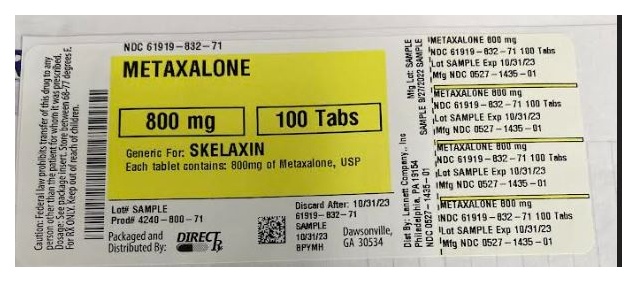 Caution: Federal law prohibits transfer of this drug to any
person other than the patient for whom it was prescribed.
Dosage: See package insert. Store between 68-77 degrees F.
For RX ONLY. Keep out of reach of children.
NDC 61919-832-71
METAXALONE
800 mg
100 Tabs
Generic For: SKELAXIN
Each tablet contains: 800mg of Metaxalone, USP
Lot# SAMPLE
Prod# 4240-800-71
Packaged and
Distributed By:
DIRECT Rx
Discard After: 10/31/23
61919-832-71
SAMPLE
10/31/23
BPYMH
Dawsonville,
GA 30534
Mfg Lot: SAMPLE
SAMPLE 9/27/2022 SAMPLE
Dist By: Lannett Company., Inc
Philadelphia, PA 19154
NDC 0527-1435-01
METAXALONE 800 mg
NDC 61919-832-71 100 Tabs
Lot SAMPLE Exp 10/31/23
Mfg NDC 0527-1435-01
METAXALONE 800 mg
NDC 61919-832-71 100 Tabs
Lot SAMPLE Exp 10/31/23
Mfg NDC 0527-1435-01
METAXALONE 800 mg
NDC 61919-832-71 100 Tabs
Lot SAMPLE Exp 10/31/23
Mfg NDC 0527-1435-01
METAXALONE 800 mg
NDC 61919-832-71 100 Tabs
Lot SAMPLE Exp 10/31/23
Mfg NDC 0527-1435-01